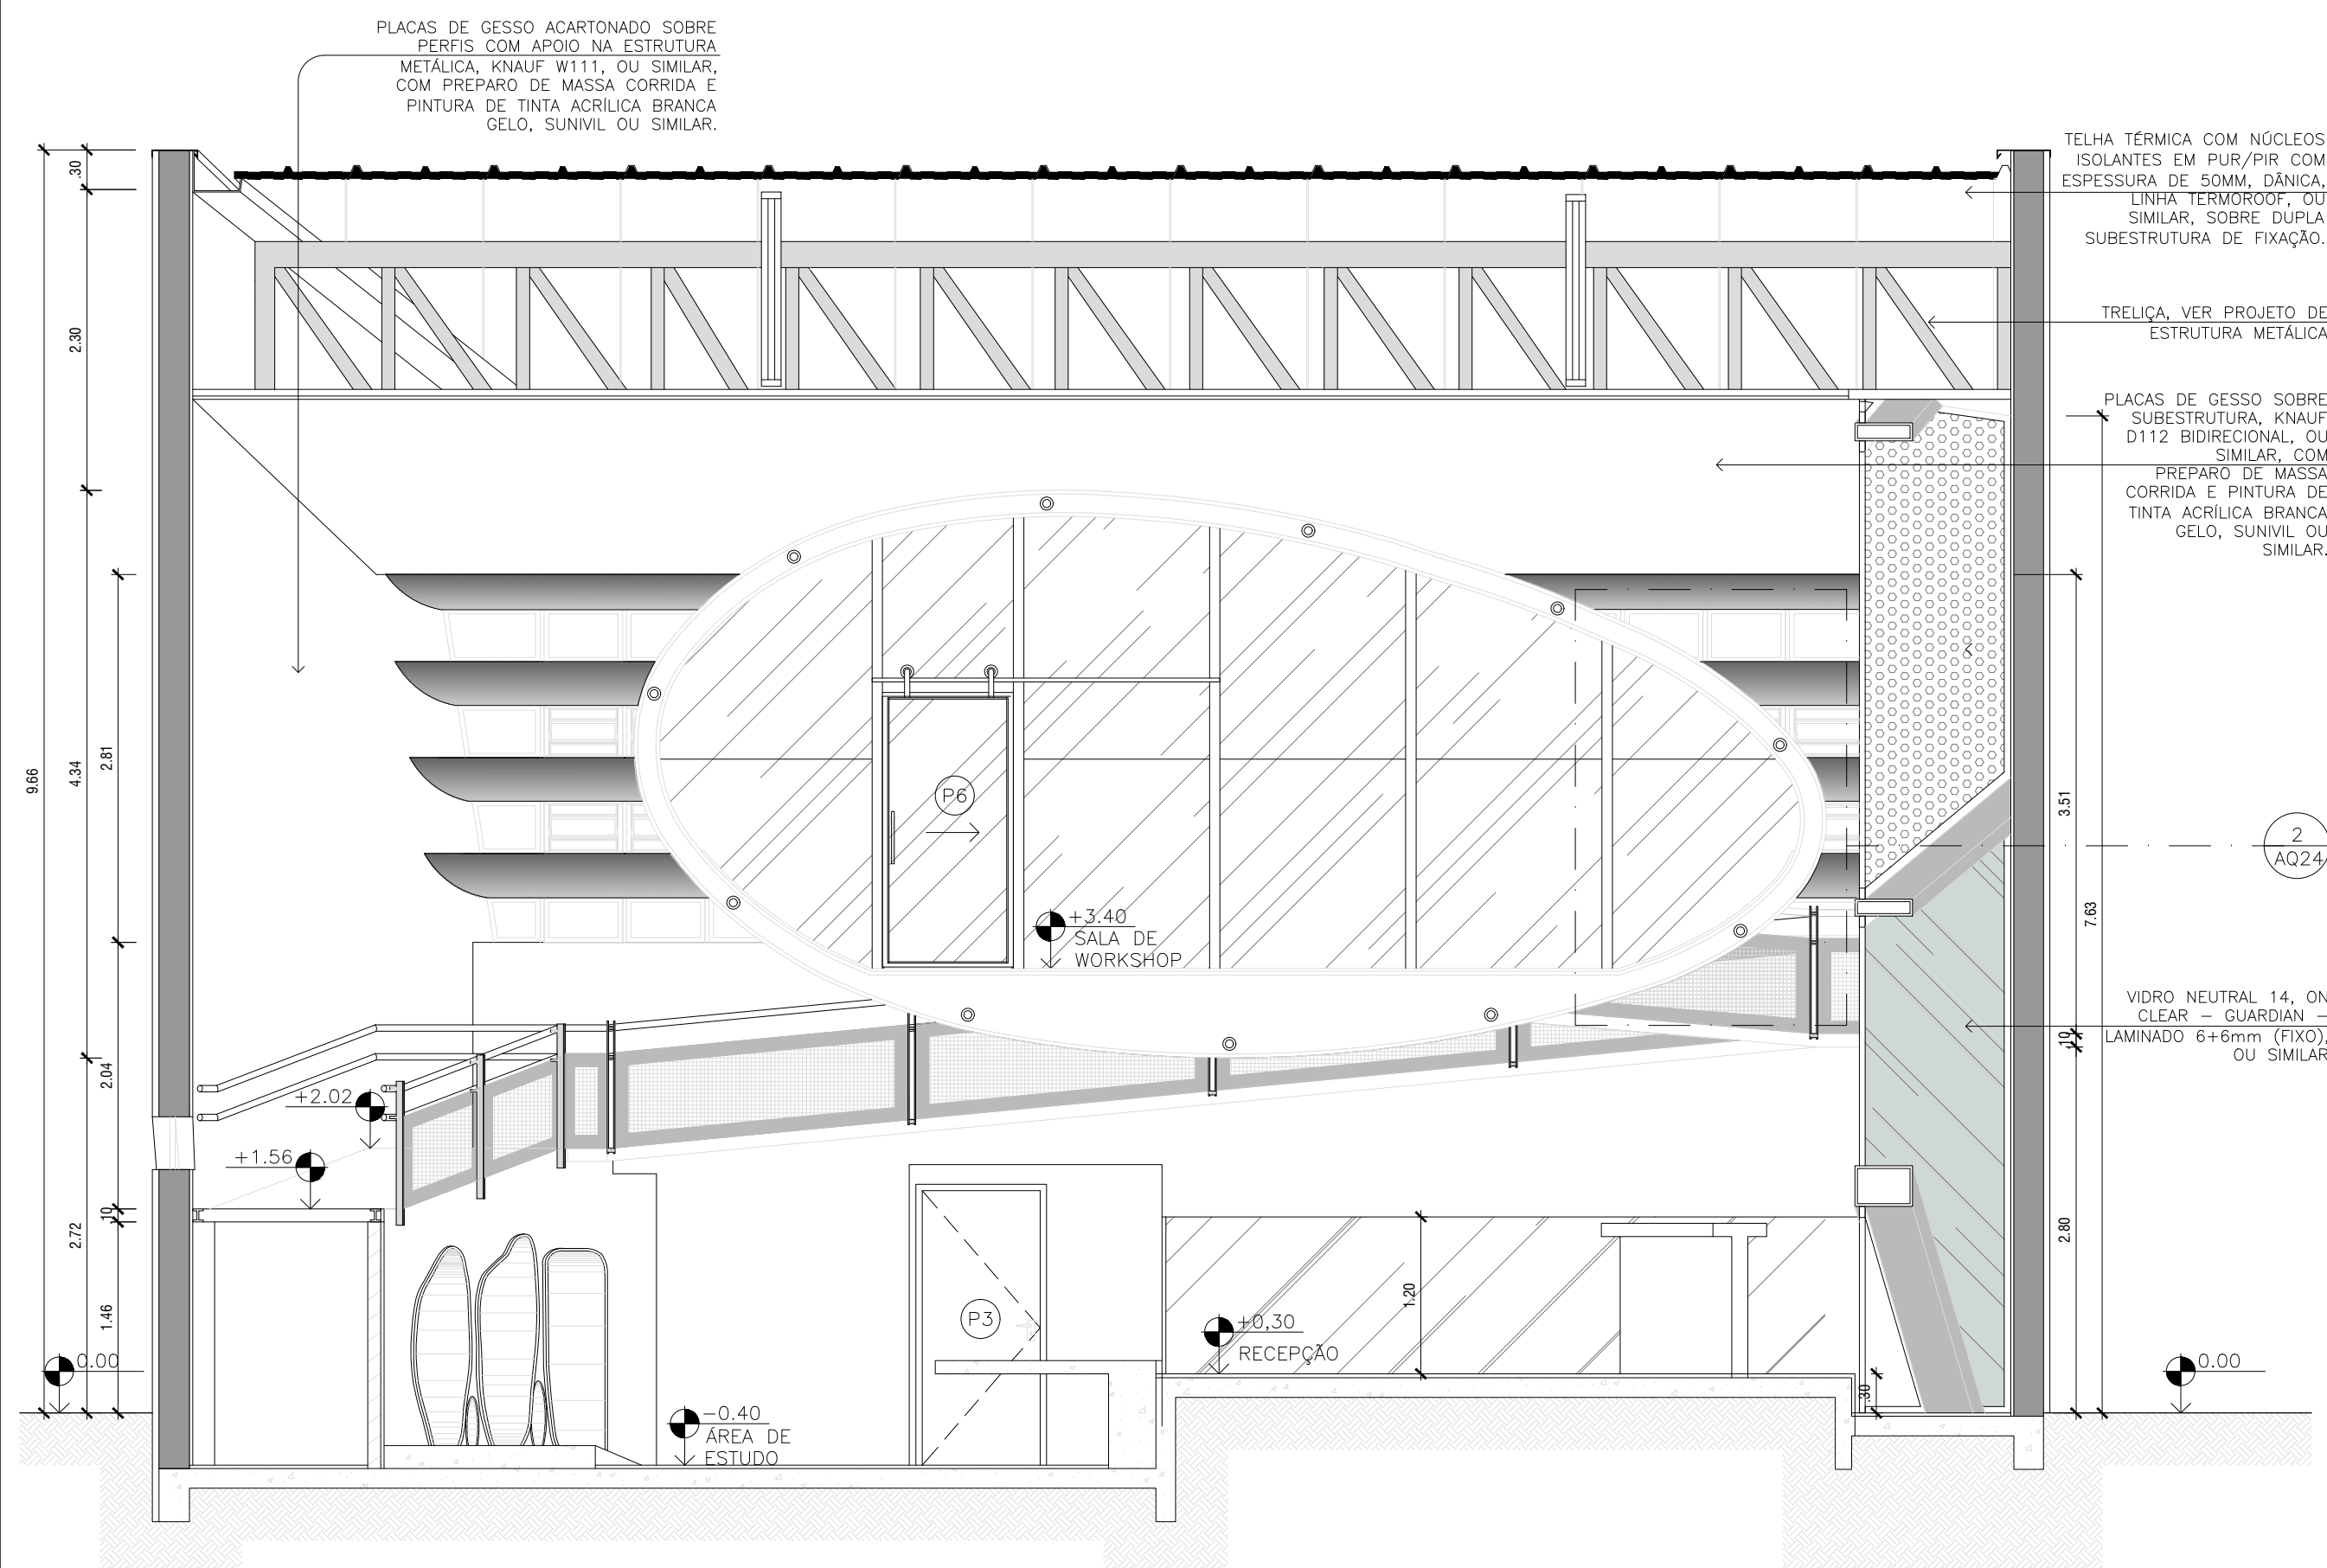 PLACAS DE GESSO ACARTONADO SOBRE
PERFIS COM APOIO NA ESTRUTURA
METÁLICA, KNAUF W111, OU SIMILAR,
COM PREPARO DE MASSA CORRIDA E
PINTURA DE TINTA ACRÍLICA BRANCA
GELO, SUNIVIL OU SIMILAR.
TELHA TÉRMICA COM NÚCLEOS
ISOLANTES EM PUR/PIR COM
ESPESSURA DE 50MM, DÂNICA,
LINHA TERMOROOF, OU
SIMILAR, SOBRE DUPLA
SUBESTRUTURA DE FIXAÇÃO.
TRELIÇA, VER PROJETO DE
ESTRUTURA METÁLICA
PLACAS DE GESSO SOBRE
SUBESTRUTURA, KNAUF
D112 BIDIRECIONAL, OU
SIMILAR, COM
PREPARO DE MASSA
CORRIDA E PINTURA DE
TINTA ACRÍLICA BRANCA
GELO, SUNIVIL OU
SIMILAR.
2
AQ24
VIDRO NEUTRAL 14, ON
CLEAR – GUARDIAN –
LAMINADO 6+6mm (FIXO),
OU SIMILAR
9.66
.30
2.30
4.34
2.72
2.81
2.04
.10
1.46
P6
+3.40
SALA DE
WORKSHOP
+2.02
+1.56
P3
+0,30
RECEPÇÃO
1.20
-0.40
ÁREA DE
ESTUDO
0.00
.30
3.51
.10
2.80
7.63
0.00